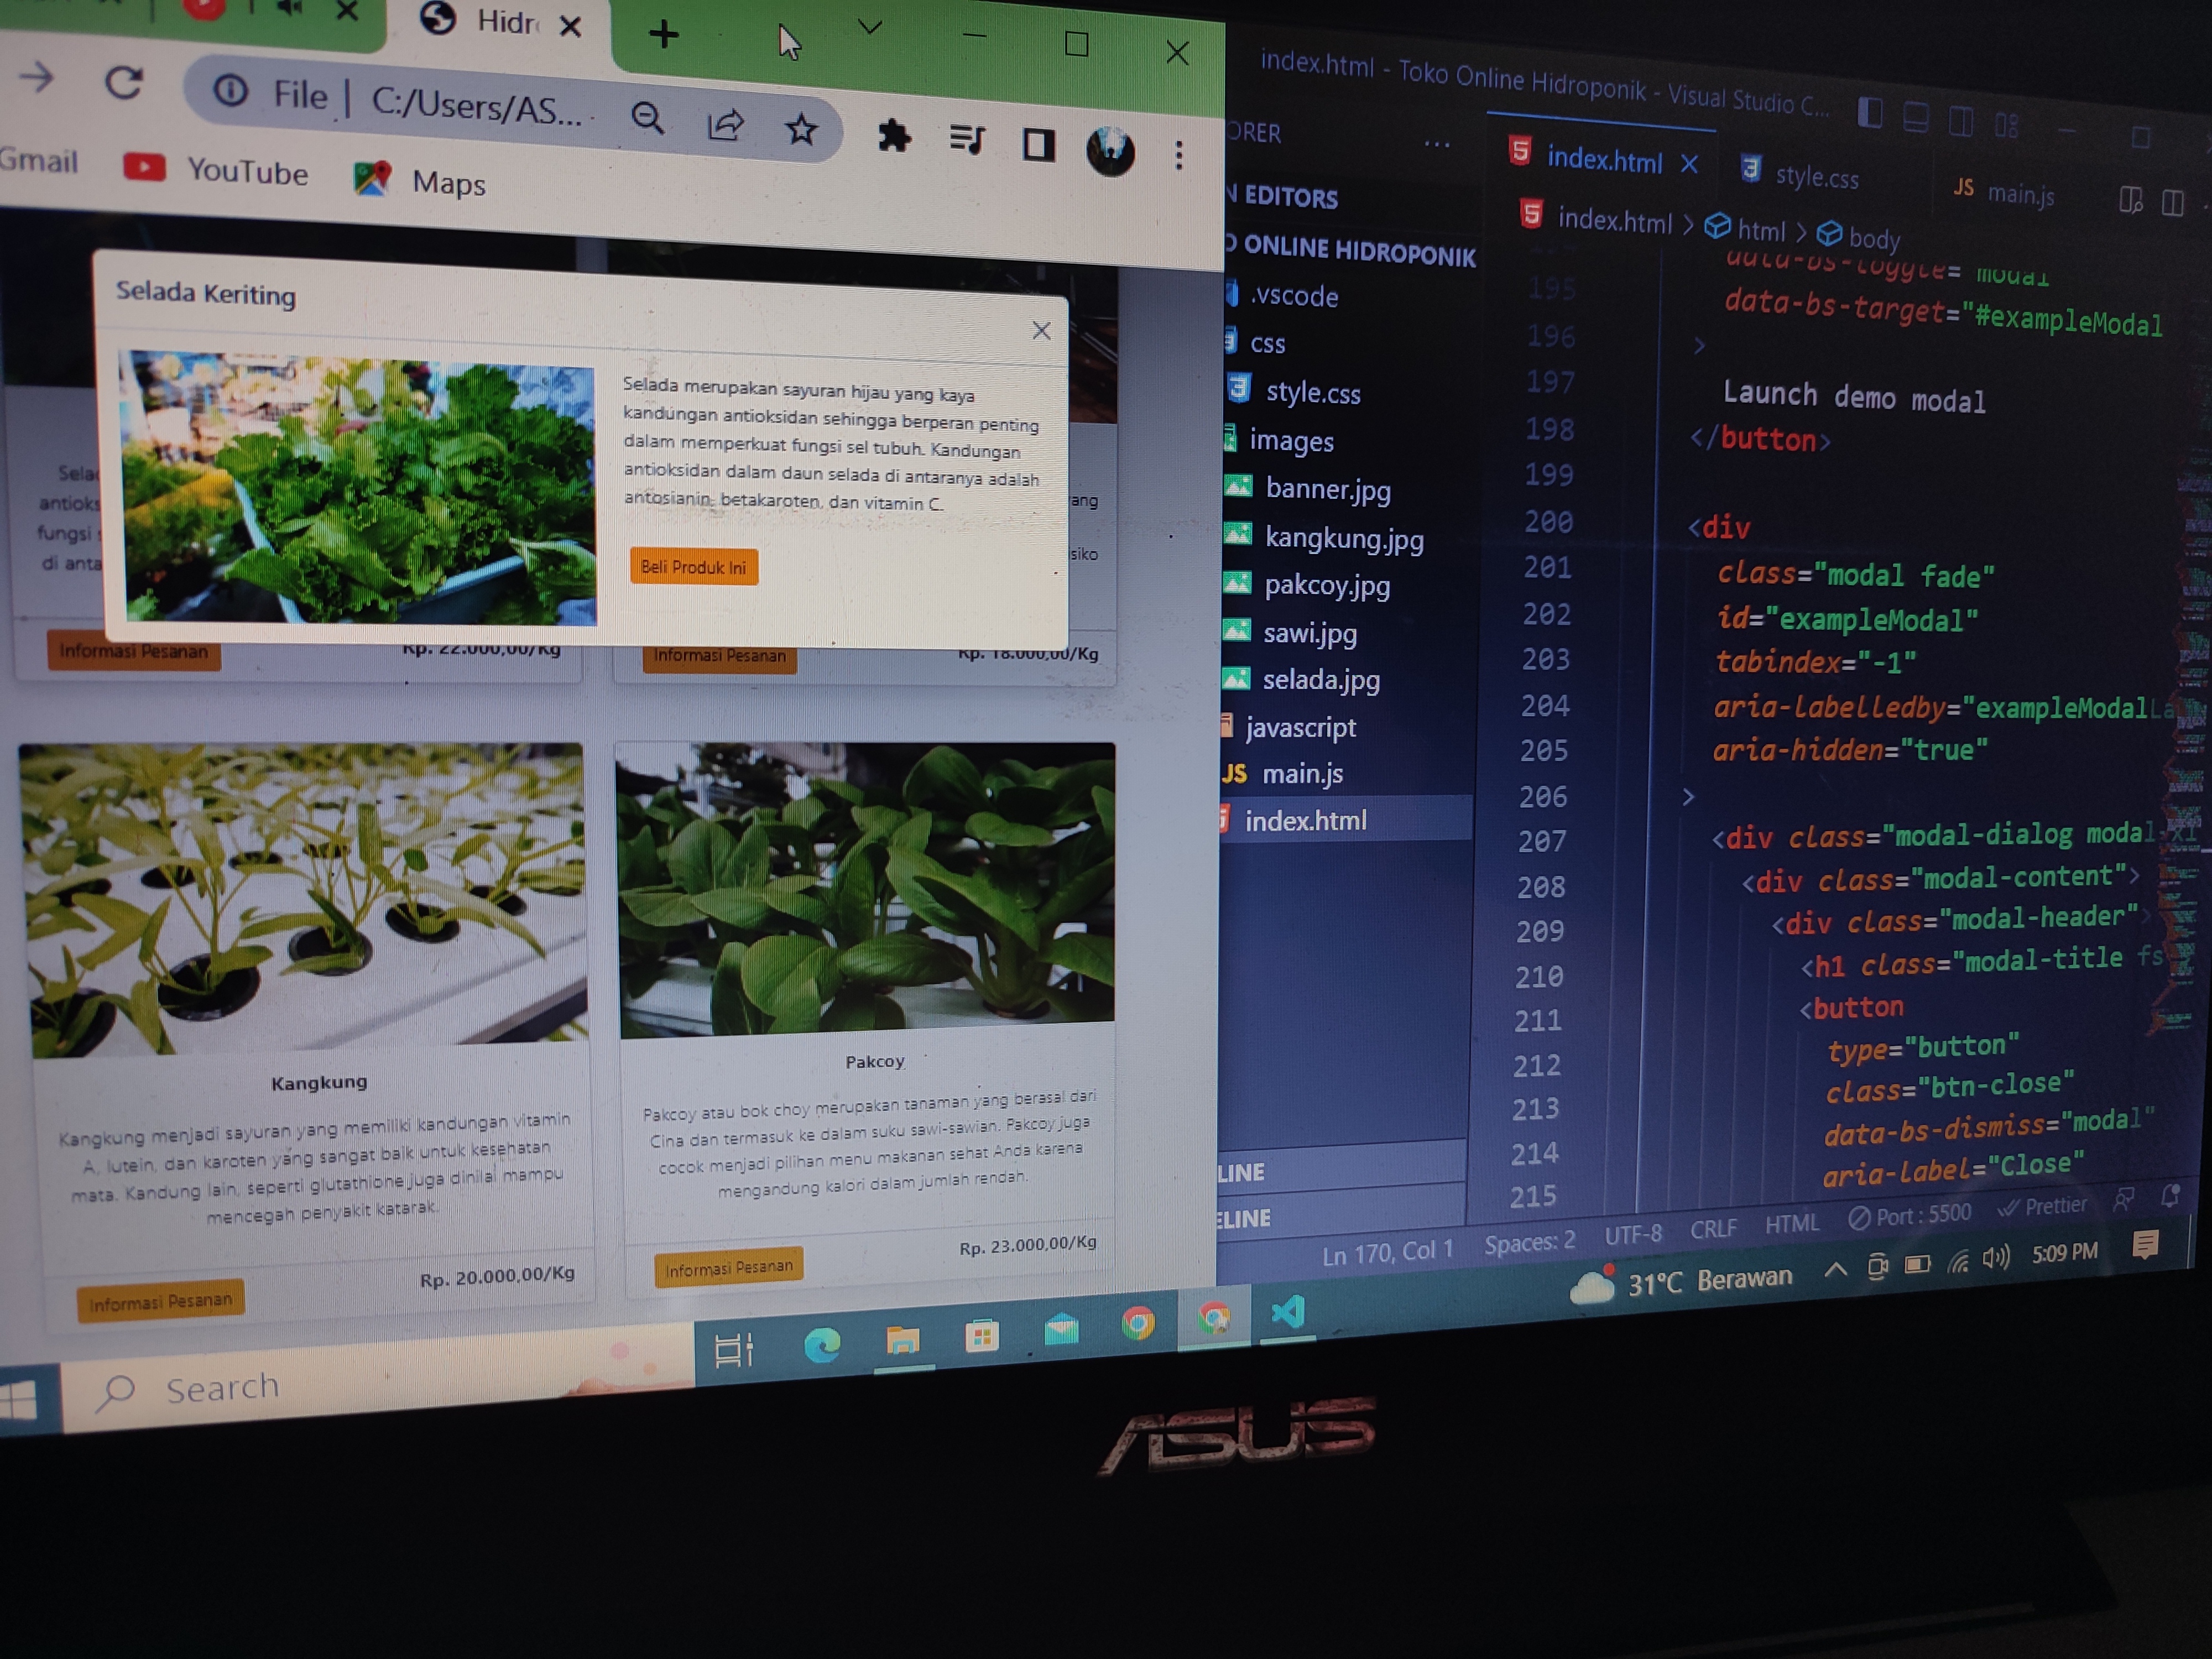 Hidr
File | C:/Users/AS...
Gmail
YouTube
Maps
Selada Keriting
Selada merupakan sayuran hijau yang kaya
kandungan antioksidan sehingga berperan penting
dalam memperkuat fungsi sel tubuh. Kandungan
antioksidan dalam daun selada di antaranya adalah
antosianin, betakaroten, dan vitamin C.
Beli Produk Ini
Selad
antioks
fungsi
di anta
ang
siko
Informasi Pesanan
Rp. 22.000,00/Kg
Informasi Pesanan
Rp. 18.000,00/Kg
Kangkung
Kangkung menjadi sayuran yang memiliki kandungan vitamin
A, lutein, dan karoten yang sangat baik untuk kesehatan
mata. Kandung lain, seperti glutathione juga dinilai mampu
mencegah penyakit katarak.
Informasi Pesanan
Rp. 20.000,00/Kg
Pakcoy
Pakcoy atau bok choy merupakan tanaman yang berasal dari
Cina dan termasuk ke dalam suku sawi-sawian. Pakcoy juga
cocok menjadi pilihan menu makanan sehat Anda karena
mengandung kalori dalam jumlah rendah.
Informasi Pesanan
Rp. 23.000,00/Kg
index.html - Toko Online Hidroponik - Visual Studio C...
ORER
...
N EDITORS
O ONLINE HIDROPONIK
.vscode
css
style.css
images
banner.jpg
kangkung.jpg
pakcoy.jpg
sawi.jpg
selada.jpg
javascript
JS main.js
index.html
LINE
ELINE
index.html
style.css
JS main.js
index.html > html > body
data-bs-toggle="modal
195 data-bs-target="#exampleModal
196 >
197 Launch demo modal
198 </button>
199
200 <div
201 class="modal fade"
202 id="exampleModal"
203 tabindex="-1"
204 aria-labelledby="exampleModalLa
205 aria-hidden="true"
206 >
207 <div class="modal-dialog modal-xl
208 <div class="modal-content">
209 <div class="modal-header">
210 <h1 class="modal-title fs
211 <button
212 type="button"
213 class="btn-close"
214 data-bs-dismiss="modal"
215 aria-label="Close"
Ln 170, Col 1 Spaces: 2 UTF-8 CRLF HTML Port : 5500 Prettier
Search
31°C Berawan
5:09 PM
ASUS